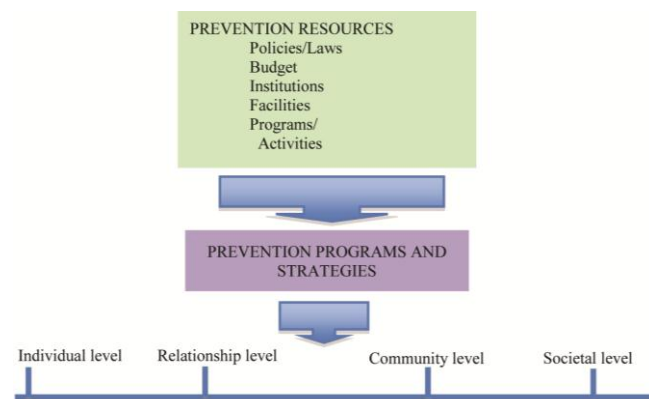 PREVENTION RESOURCES
Policies/Laws
Budget
Institutions
Facilities
Programs/
Activities
PREVENTION PROGRAMS AND
STRATEGIES
Individual level
Relationship level
Community level
Societal level